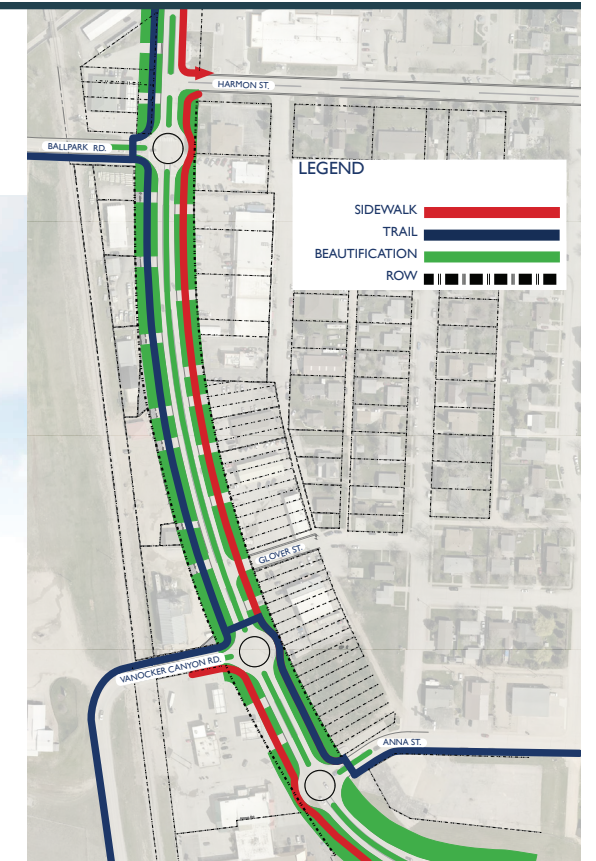 HARMON ST.
BALLPARK RD.
LEGEND
SIDEWALK
TRAIL
BEAUTIFICATION
ROW
GLOVER ST.
VANOCKER CANYON RD.
ANNA ST.